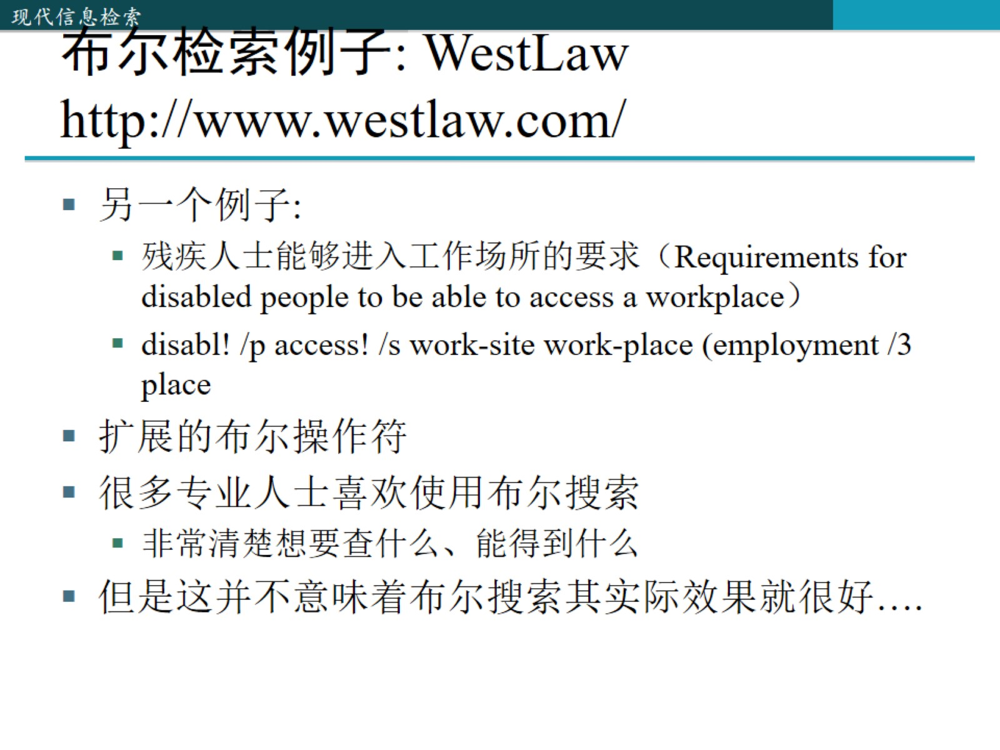 现代信息检索
布尔检索例子: WestLaw
http://www.westlaw.com/
另一个例子:
残疾人士能够进入工作场所的要求（Requirements for
disabled people to be able to access a workplace）
disabl! /p access! /s work-site work-place (employment /3
place
扩展的布尔操作符
很多专业人士喜欢使用布尔搜索
非常清楚想要查什么、能得到什么
但是这并不意味着布尔搜索其实际效果就很好….